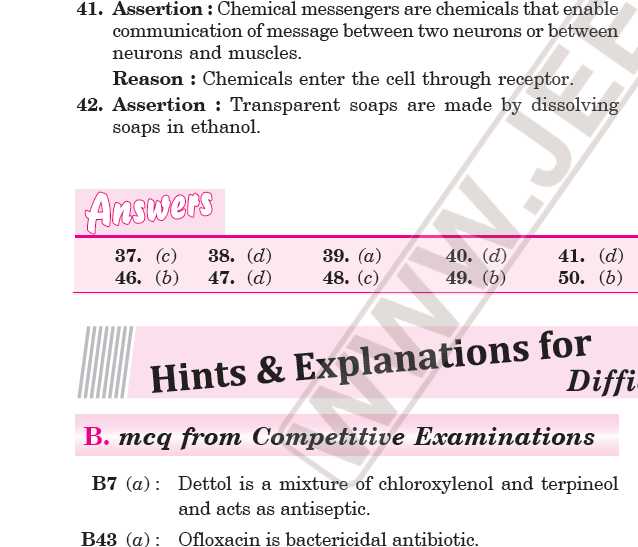 41. Assertion : Chemical messengers are chemicals that enable
communication of message between two neurons or between
neurons and muscles.
Reason : Chemicals enter the cell through receptor.
42. Assertion : Transparent soaps are made by dissolving
soaps in ethanol.
Answers
37. (c) 38. (d) 39. (a) 40. (d) 41. (d)
46. (b) 47. (d) 48. (c) 49. (b) 50. (b)
Hints & Explanations for
B. mcq from Competitive Examinations
B7 (a) : Dettol is a mixture of chloroxylenol and terpineol
and acts as antiseptic.
B43 (a) : Ofloxacin is bactericidal antibiotic.
WWW.JEE